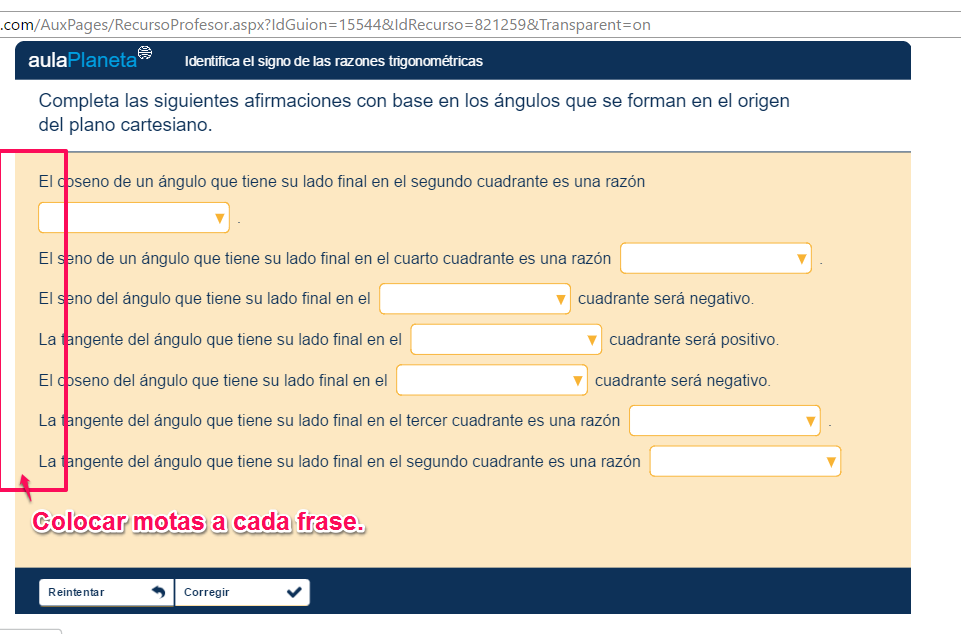 .com/AuxPages/RecursoProfesor.aspx?IdGuion=15544&IdRecurso=821259&Transparent=on
aulaPlaneta Identifica el signo de las razones trigonométricas
Completa las siguientes afirmaciones con base en los ángulos que se forman en el origen
del plano cartesiano.
El coseno de un ángulo que tiene su lado final en el segundo cuadrante es una razón
.
El seno de un ángulo que tiene su lado final en el cuarto cuadrante es una razón .
El seno del ángulo que tiene su lado final en el cuadrante será negativo.
La tangente del ángulo que tiene su lado final en el cuadrante será positivo.
El coseno del ángulo que tiene su lado final en el cuadrante será negativo.
La tangente del ángulo que tiene su lado final en el tercer cuadrante es una razón .
La tangente del ángulo que tiene su lado final en el segundo cuadrante es una razón
Colocar motas a cada frase.
Reintentar Corregir